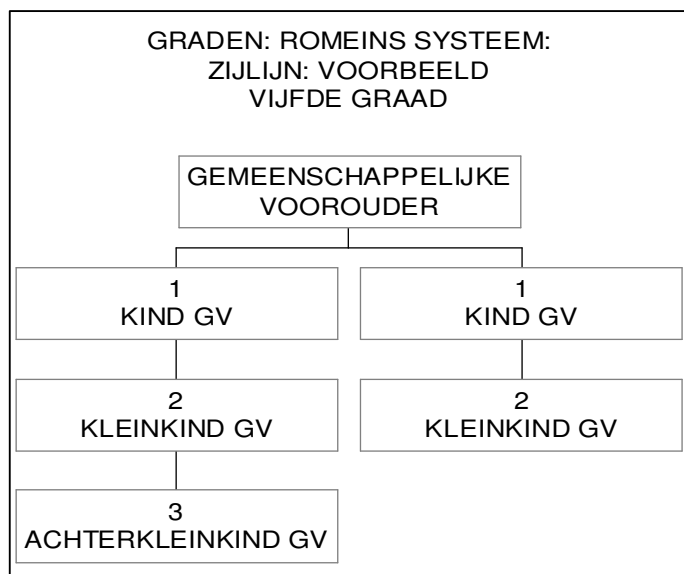 GRADEN: ROMEINS SYSTEEM:
ZIJLIJN: VOORBEELD
VIJFDE GRAAD
GEMEENSCHAPPELIJKE
VOOROUDER
1
KIND GV
1
KIND GV
2
KLEINKIND GV
2
KLEINKIND GV
3
ACHTERKLEINKIND GV